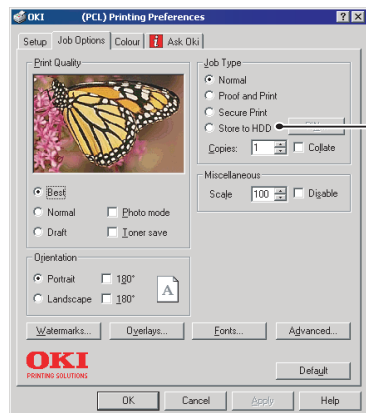 OKI (PCL) Printing Preferences
Setup Job Options Colour Ask Oki
Print Quality
Best
Normal Photo mode
Draft Toner save
Orientation
Portrait 180°
Landscape 180°
A
Job Type
Normal
Proof and Print
Secure Print
Store to HDD
Copies: 1 Collate
Miscellaneous
Scale 100 Disable
Watermarks... Overlays... Fonts... Advanced...
OKI
PRINTING SOLUTIONS
Default
OK Cancel Apply Help